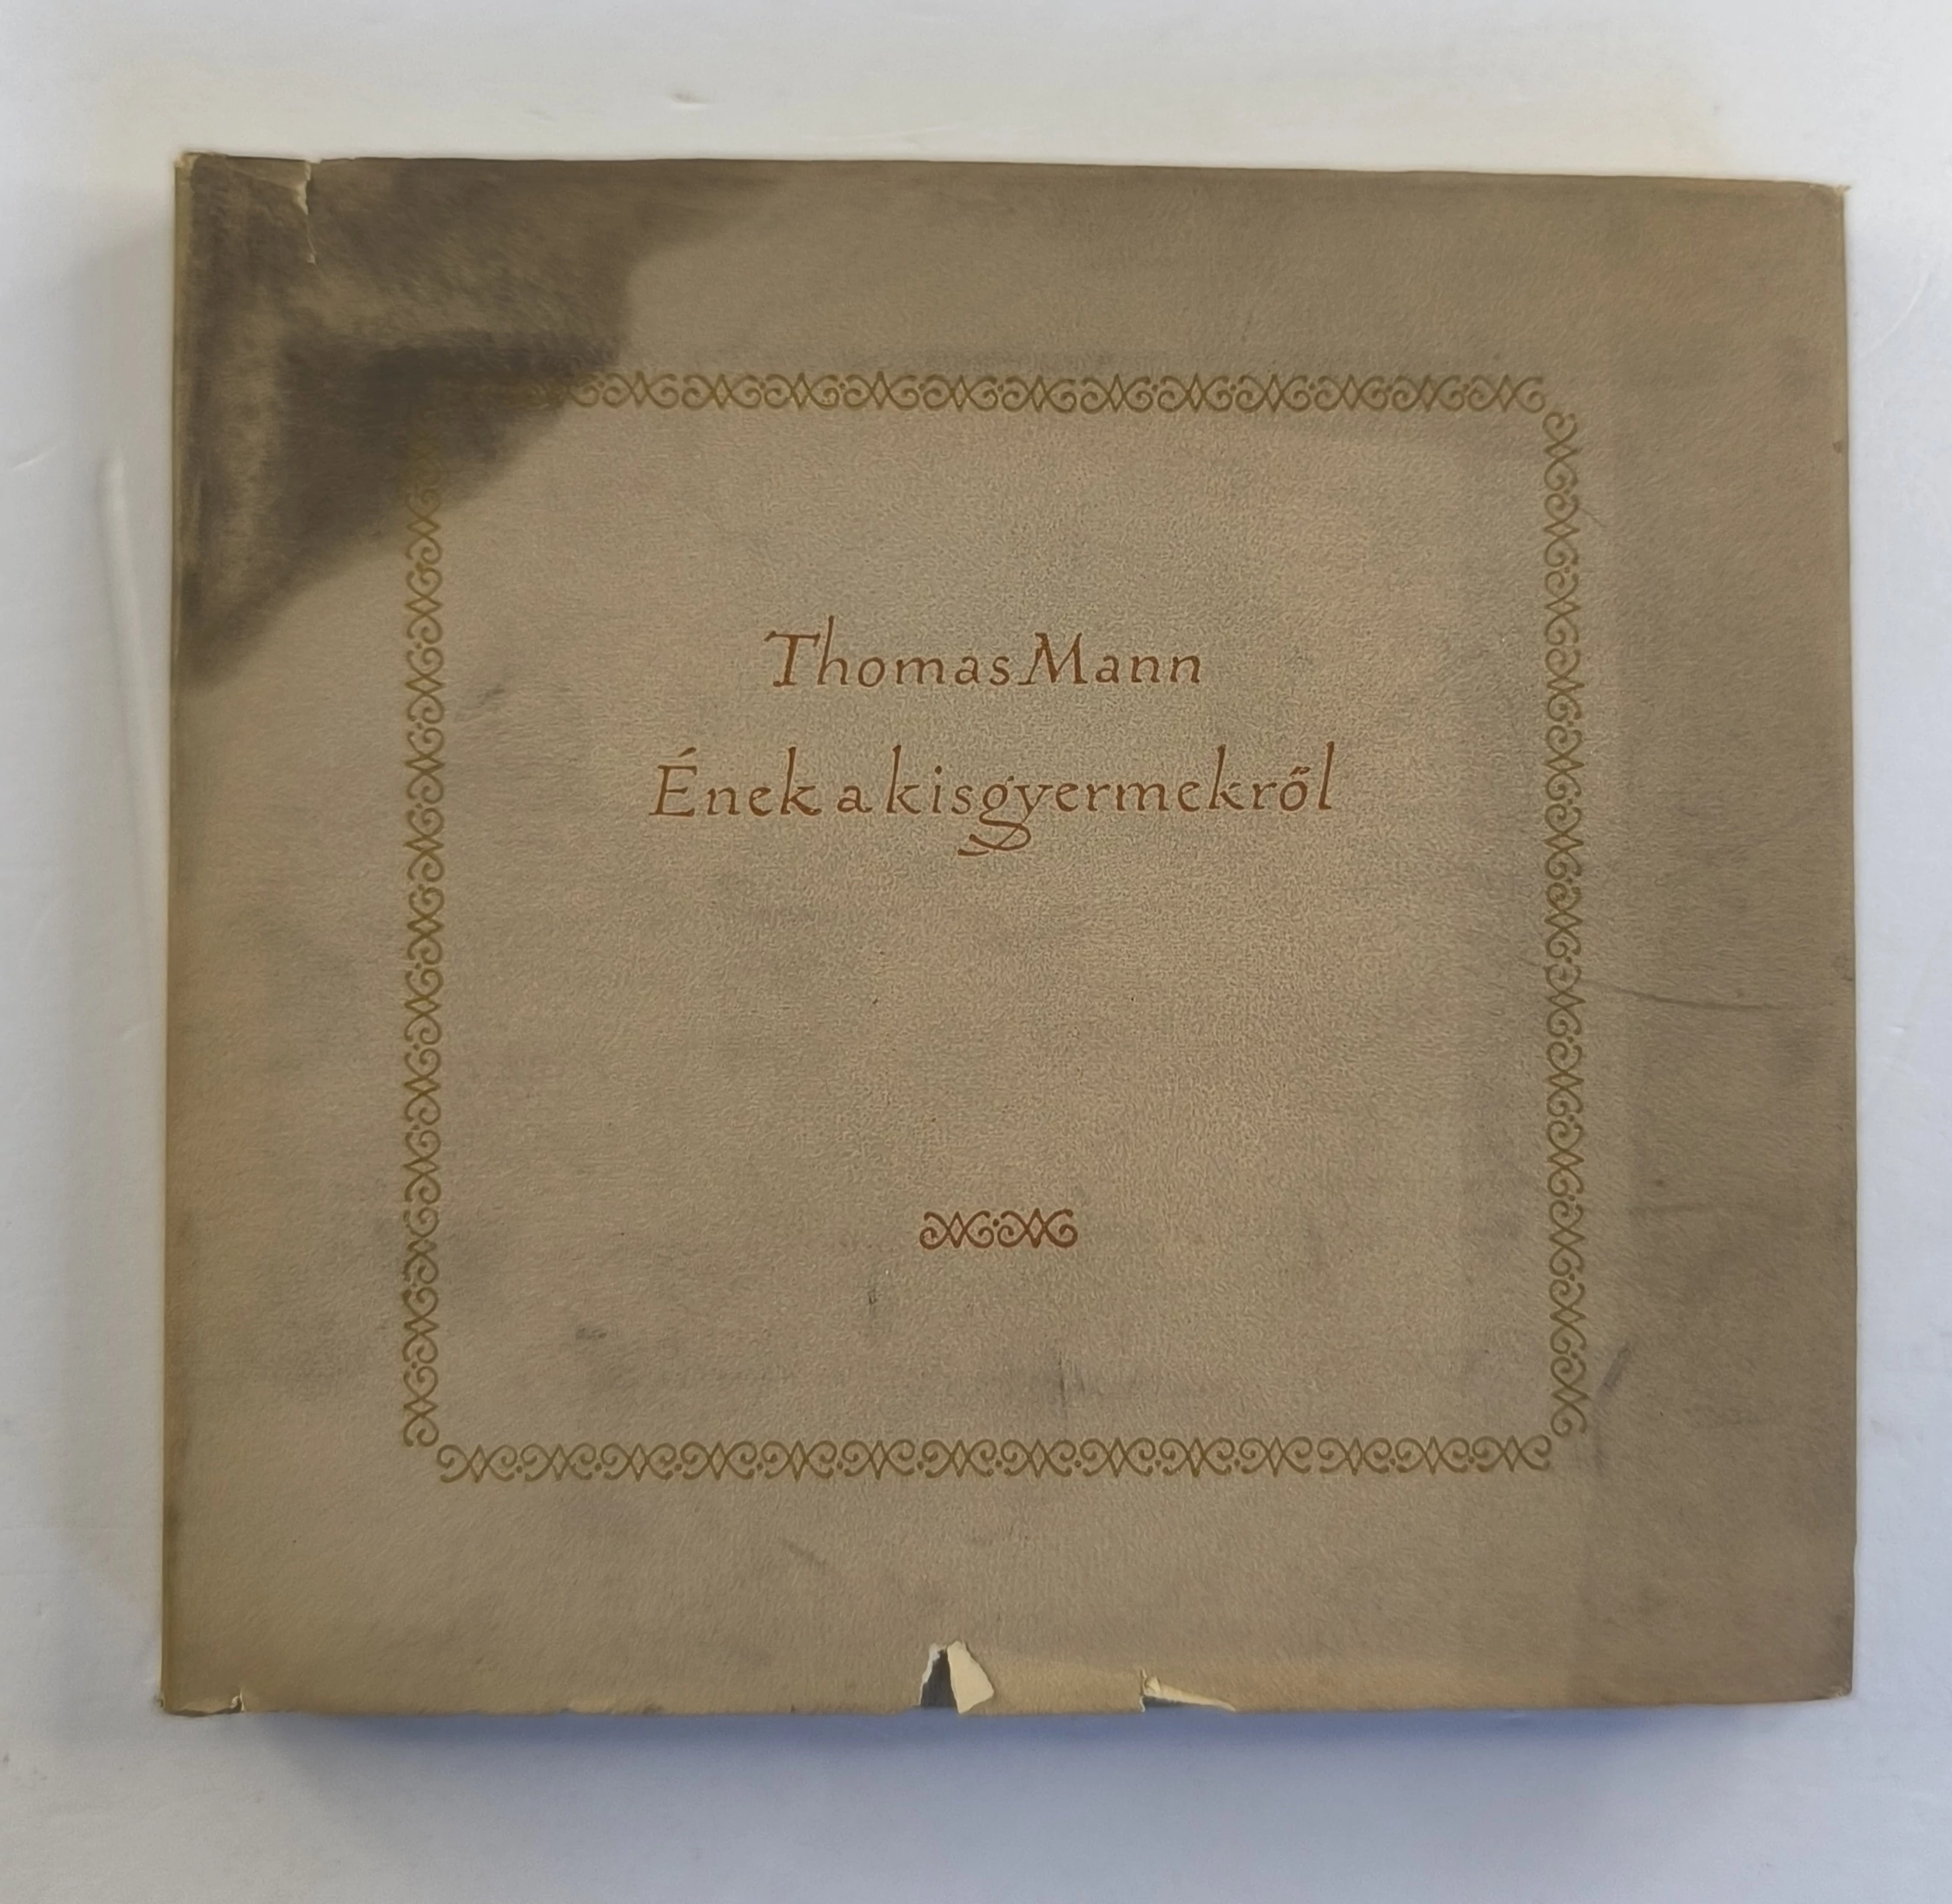 Thomas Mann
Ének a kisgyermekről